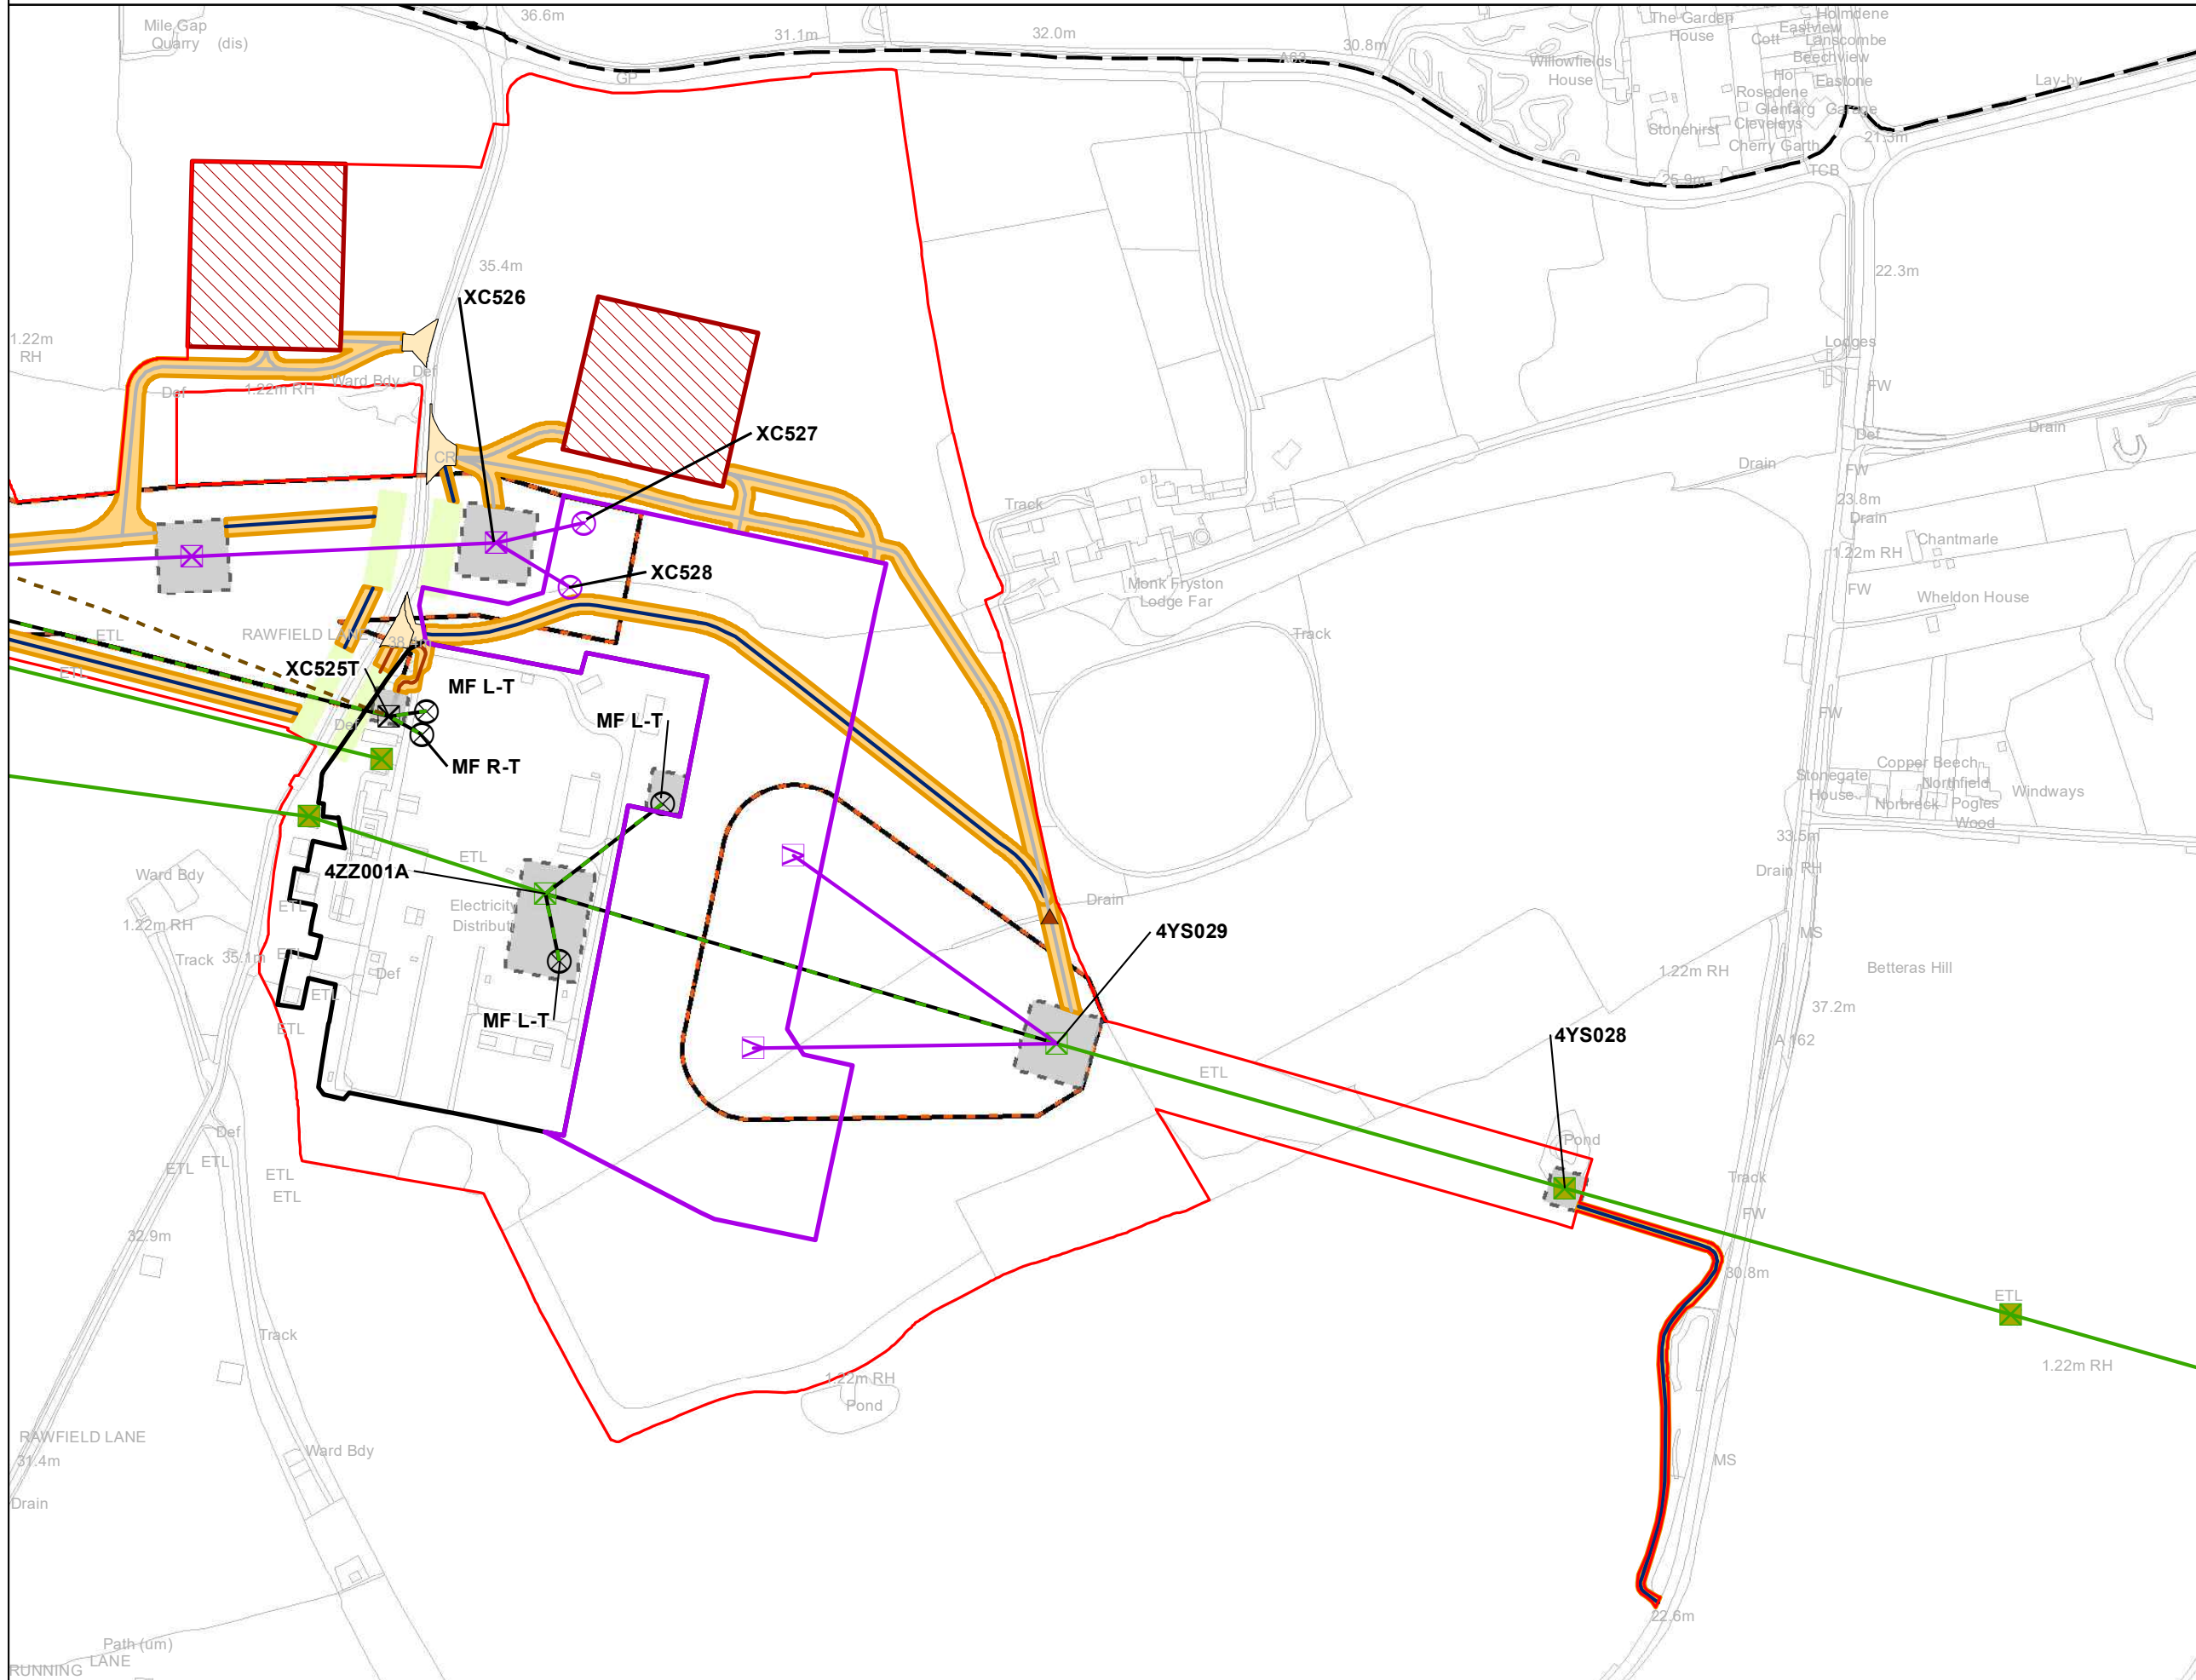 Mile Gap
Quarry (dis)
36.6m
31.1m
32.0m
30.8m
A63
GP
The Garden
House
Willowfields
House
Holmdene
Eastview
Cott
Lanscombe
Beechview
Ho
Eastone
Rosedene
Glenfarg
Garage
Cleveleys
Stonehirst
Cherry Garth
Lay-by
21.3m
TCB
25.9m
35.4m
XC526
22.3m
1.22m
RH
Def
1.22m RH
Ward Bdy
Def
Lodges
FW
XC527
CR
Def
Drain
FW
Drain
23.8m
Drain
Track
Chantmarle
1.22m RH
XC528
Monk Fryston
Lodge Far
FW
Wheldon House
ETL
RAWFIELD LANE
Track
XC525T
ETL
MF L-T
MF L-T
Def
FW
MF R-T
Copper Beech
Stonegate
House
Northfield
Norbreck
Pogles
Wood
Windways
33.5m
ETL
4ZZ001A
Ward Bdy
Drain
RH
ETL
Electricity
Distribut
Drain
1.22m RH
4YS029
MS
Track
35.1m
ETL
Def
1.22m RH
Betteras Hill
ETL
37.2m
ETL
MF L-T
4YS028
A 162
ETL
Def
Pond
ETL
ETL
ETL
ETL
Track
FW
32.9m
30.8m
ETL
Track
1.22m RH
1.22m RH
Pond
RAWFIELD LANE
Ward Bdy
31.4m
MS
Drain
22.6m
Path (um)
LANE
RUNNING